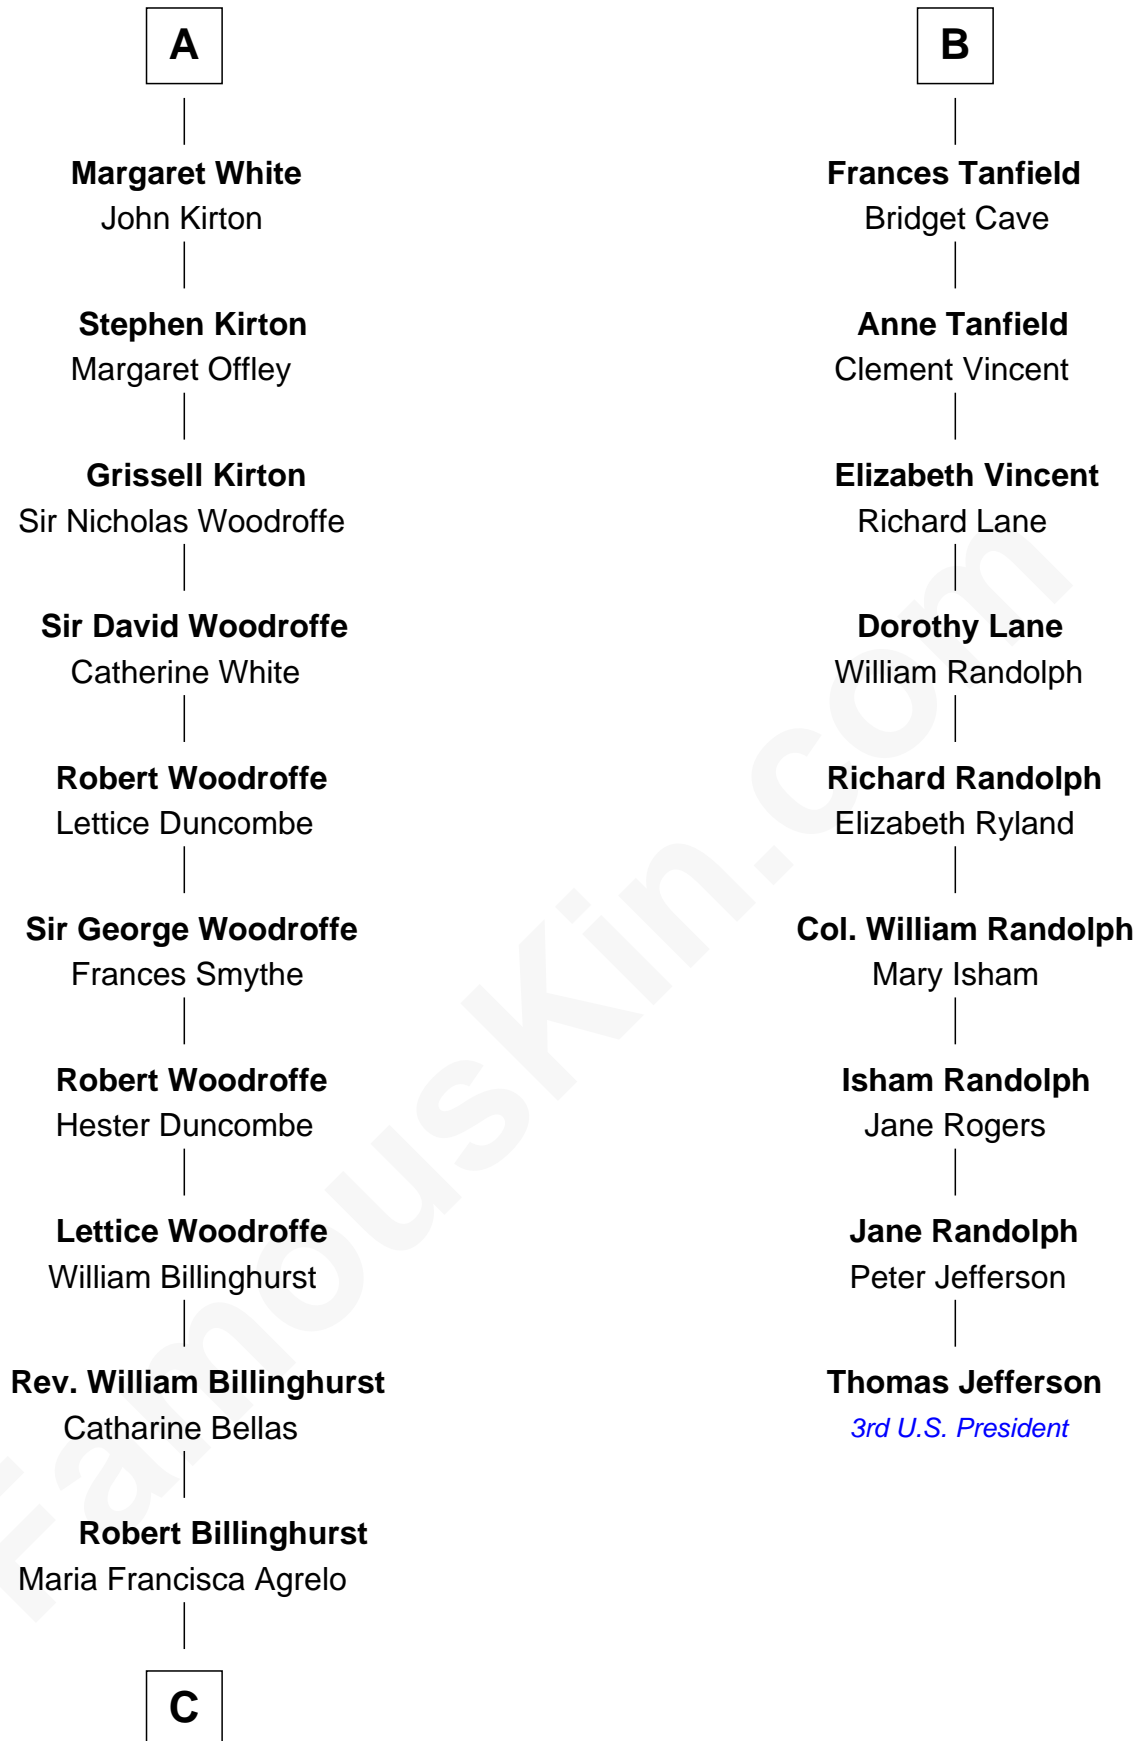 A
Margaret White
John Kirton
Stephen Kirton
Margaret Offley
Grissell Kirton
Sir Nicholas Woodroffe
Sir David Woodroffe
Catherine White
Robert Woodroffe
Lettice Duncombe
Sir George Woodroffe
Frances Smythe
Robert Woodroffe
Hester Duncombe
Lettice Woodroffe
William Billinghurst
Rev. William Billinghurst
Catharine Bellas
Robert Billinghurst
Maria Francisca Agrelo
C
B
Frances Tanfield
Bridget Cave
Anne Tanfield
Clement Vincent
Elizabeth Vincent
Richard Lane
Dorothy Lane
William Randolph
Richard Randolph
Elizabeth Ryland
Col. William Randolph
Mary Isham
Isham Randolph
Jane Rogers
Jane Randolph
Peter Jefferson
Thomas Jefferson
3rd U.S. President
FamousKin.com